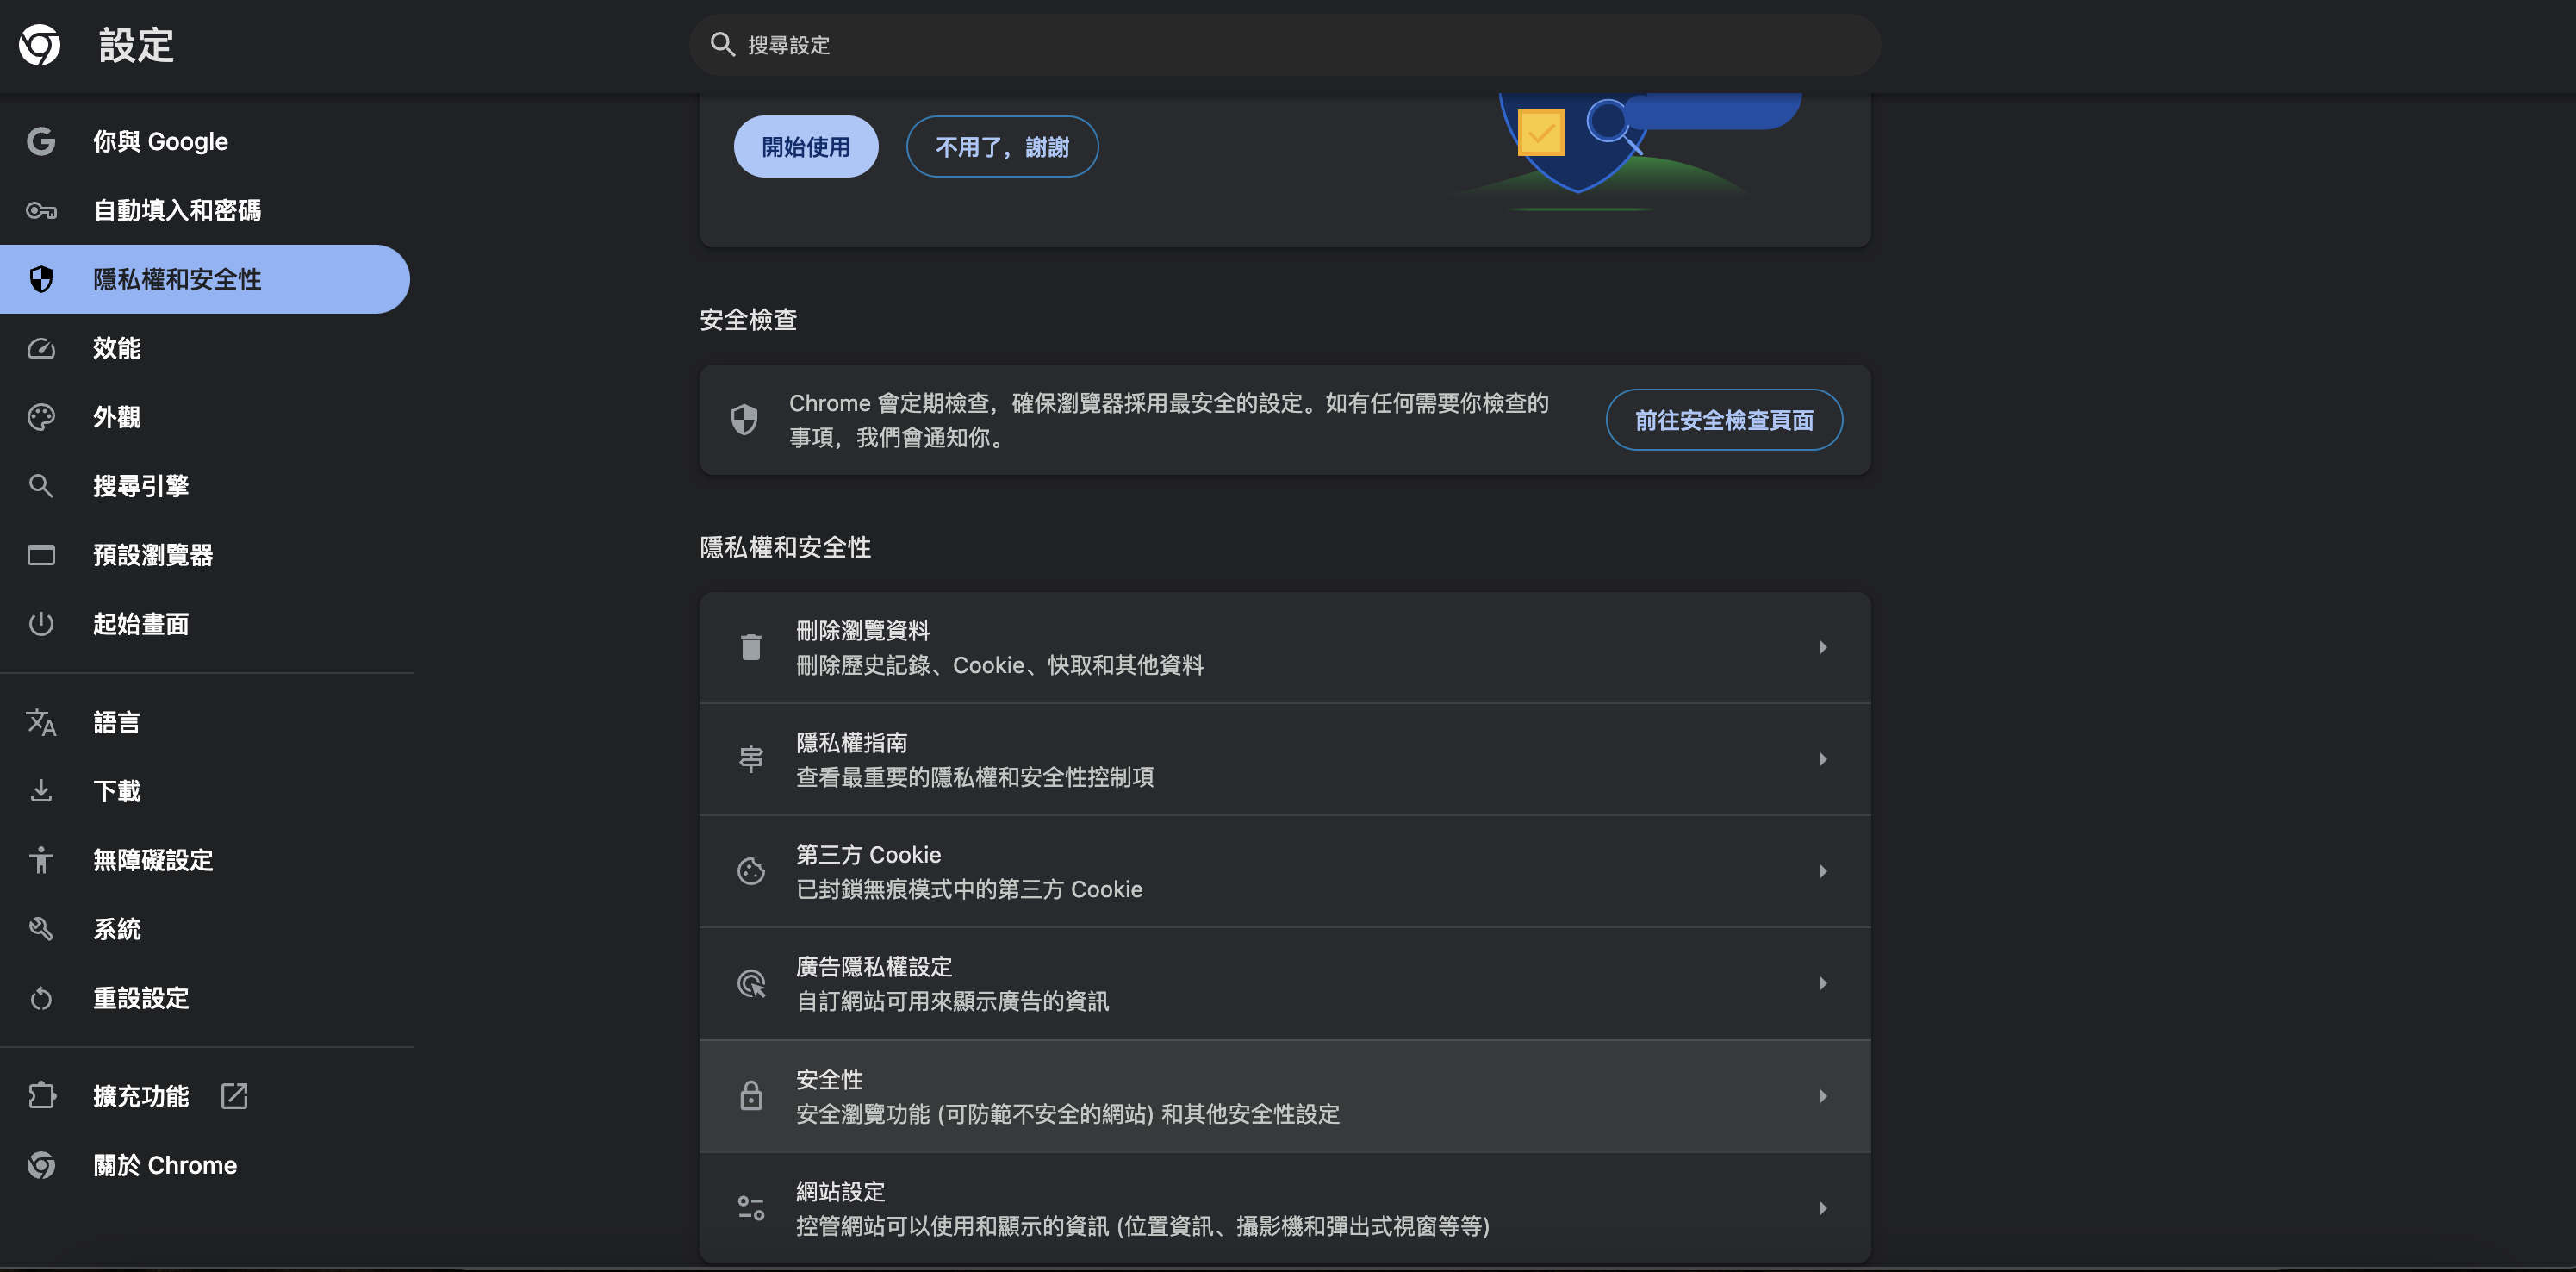 設定
搜尋設定
你與 Google
自動填入和密碼
隱私權和安全性
效能
外觀
搜尋引擎
預設瀏覽器
起始畫面
語言
下載
無障礙設定
系統
重設設定
擴充功能
關於 Chrome
開始使用
不用了，謝謝
安全檢查
Chrome 會定期檢查，確保瀏覽器採用最安全的設定。如有任何需要你檢查的
事項，我們會通知你。
前往安全檢查頁面
隱私權和安全性
刪除瀏覽資料
刪除歷史記錄、Cookie、快取和其他資料
隱私權指南
查看最重要的隱私權和安全性控制項
第三方 Cookie
已封鎖無痕模式中的第三方 Cookie
廣告隱私權設定
自訂網站可用來顯示廣告的資訊
安全性
安全瀏覽功能 (可防範不安全的網站) 和其他安全性設定
網站設定
控管網站可以使用和顯示的資訊 (位置資訊、攝影機和彈出式視窗等等)